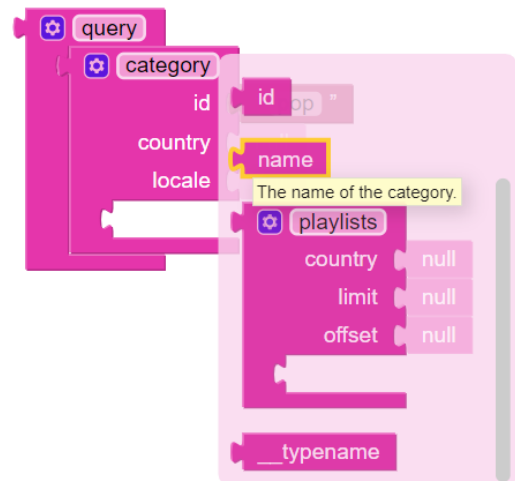 query
category
id
country
locale
id
op "
name
The name of the category.
playlists
country null
limit null
offset null
__typename